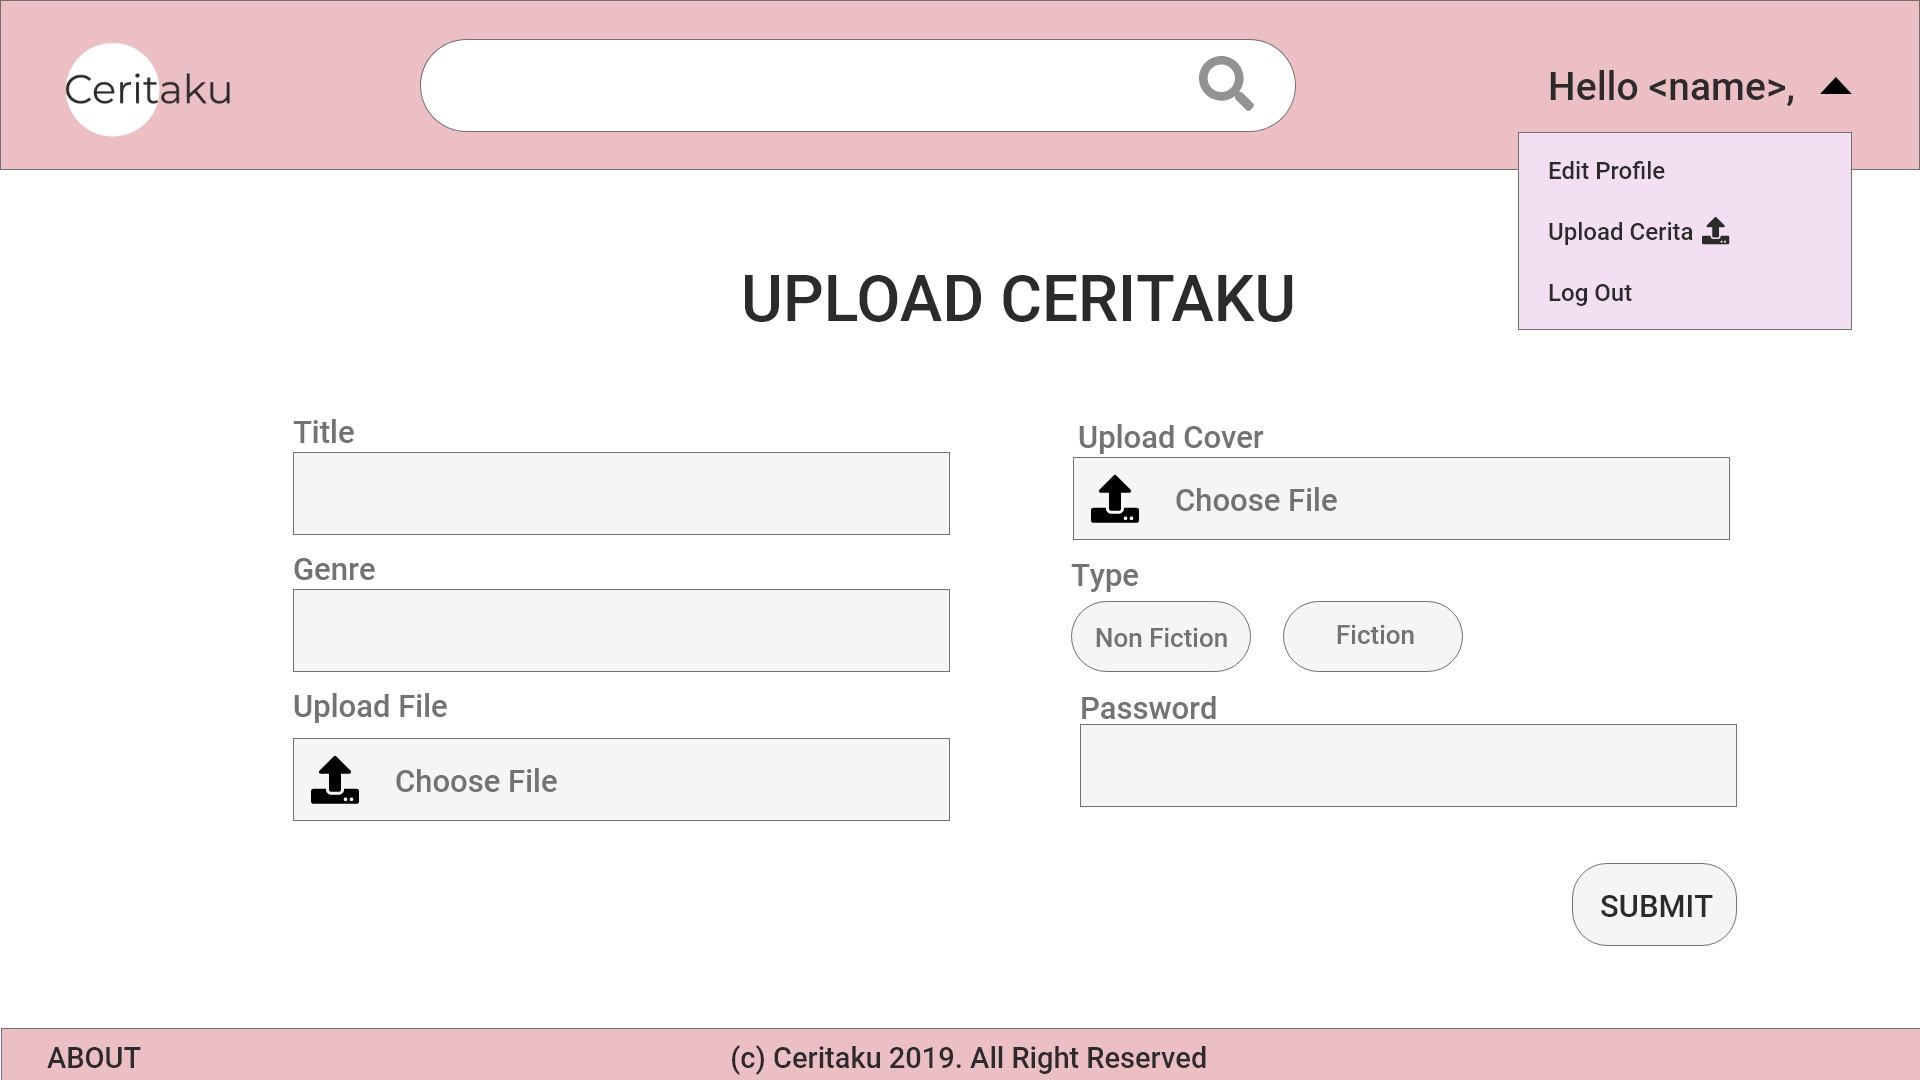 Ceritaku
Hello <name>,
Edit Profile
Upload Cerita
Log Out
UPLOAD CERITAKU
Title
Genre
Upload File
Choose File
Upload Cover
Choose File
Type
Non Fiction
Fiction
Password
SUBMIT
ABOUT
(c) Ceritaku 2019. All Right Reserved